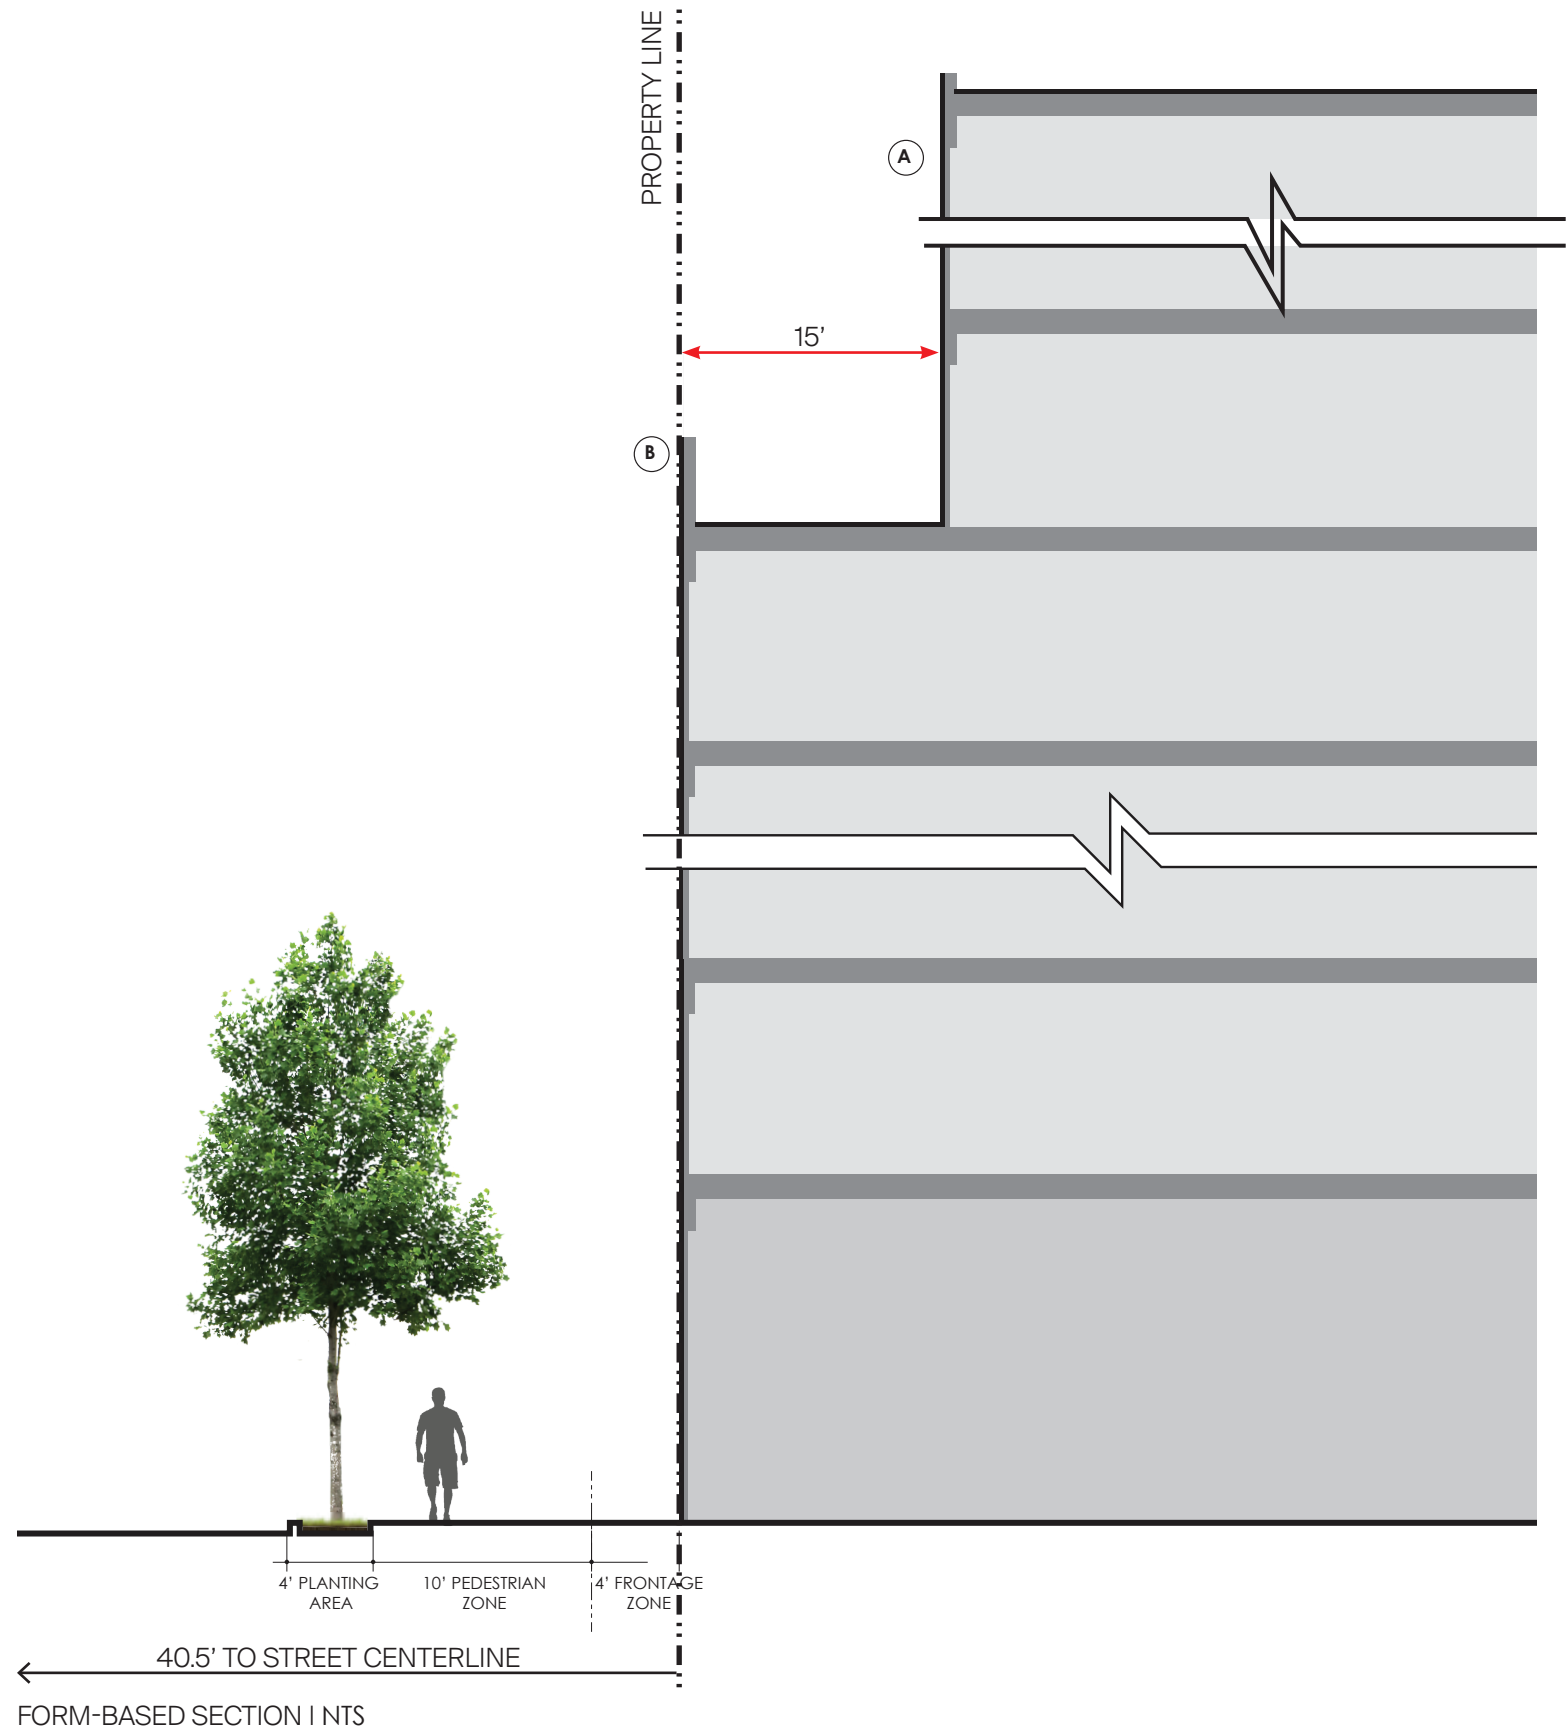 PROPERTY LINE
A
15’
B
4’ PLANTING
AREA
10’ PEDESTRIAN
ZONE
4’ FRONTAGE
ZONE
40.5’ TO STREET CENTERLINE
FORM-BASED SECTION | NTS